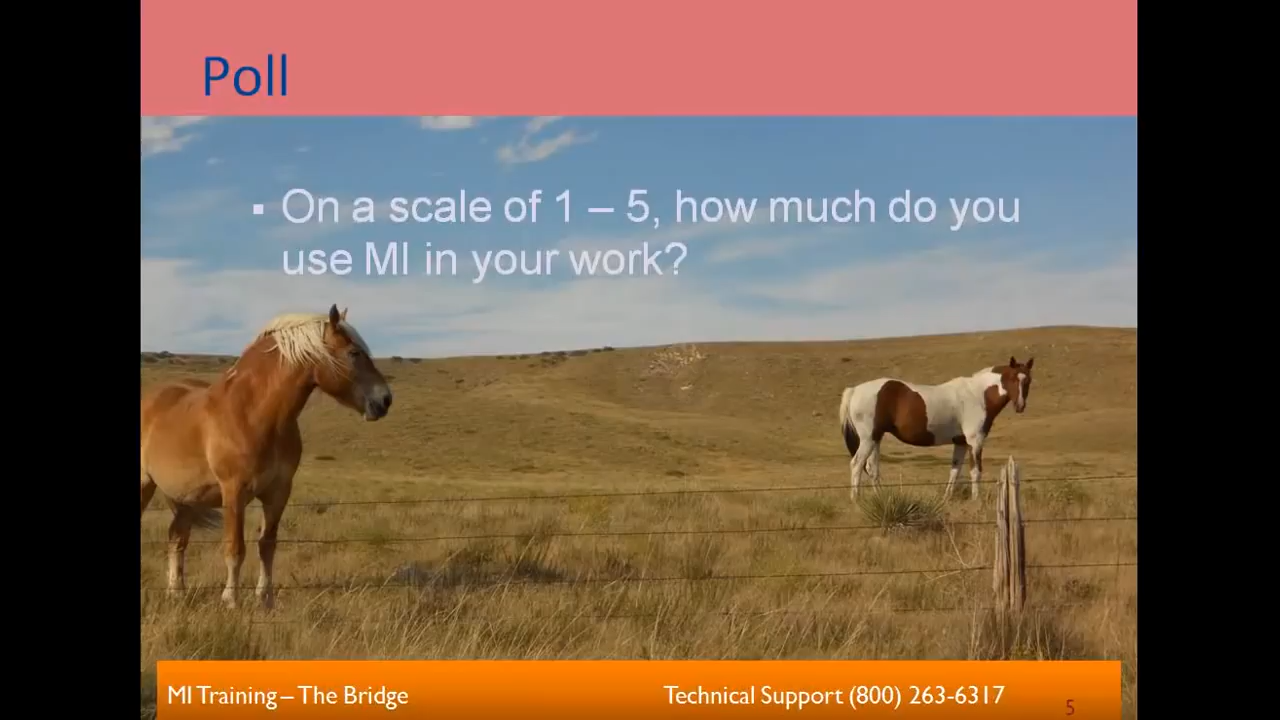 Poll
▪ On a scale of 1 – 5, how much do you
use MI in your work?
MI Training – The Bridge
Technical Support (800) 263-6317
5